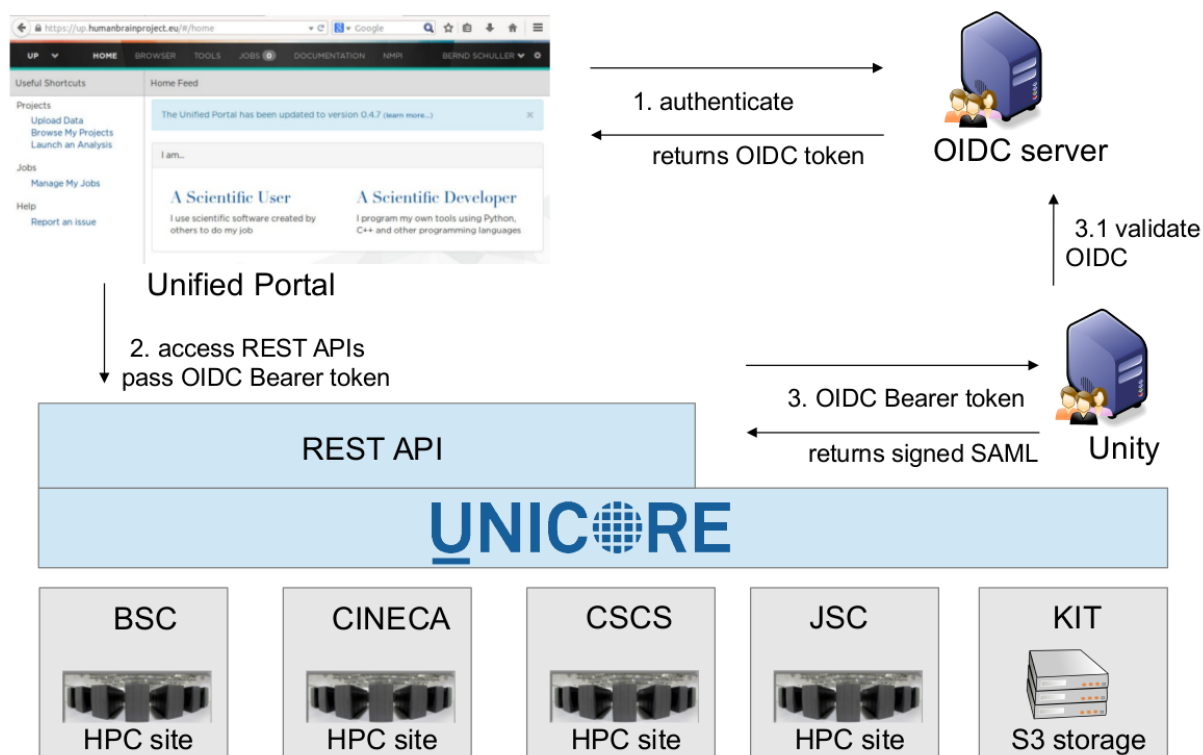 https://up.humanbrainproject.eu/#/home
Google
UP HOME BROWSER TOOLS JOBS 0 DOCUMENTATION NMPI BERND SCHULLER
Useful Shortcuts
Home Feed
Projects
Upload Data
Browse My Projects
Launch an Analysis
Jobs
Manage My Jobs
Help
Report an issue
The Unified Portal has been updated to version 0.4.7 (learn more...)
I am...
A Scientific User
I use scientific software created by
others to do my job
A Scientific Developer
I program my own tools using Python,
C++ and other programming languages
Unified Portal
1. authenticate
returns OIDC token
OIDC server
3.1 validate
OIDC
2. access REST APIs
pass OIDC Bearer token
3. OIDC Bearer token
returns signed SAML
Unity
REST API
UNICORE
BSC
HPC site
CINECA
HPC site
CSCS
HPC site
JSC
HPC site
KIT
S3 storage